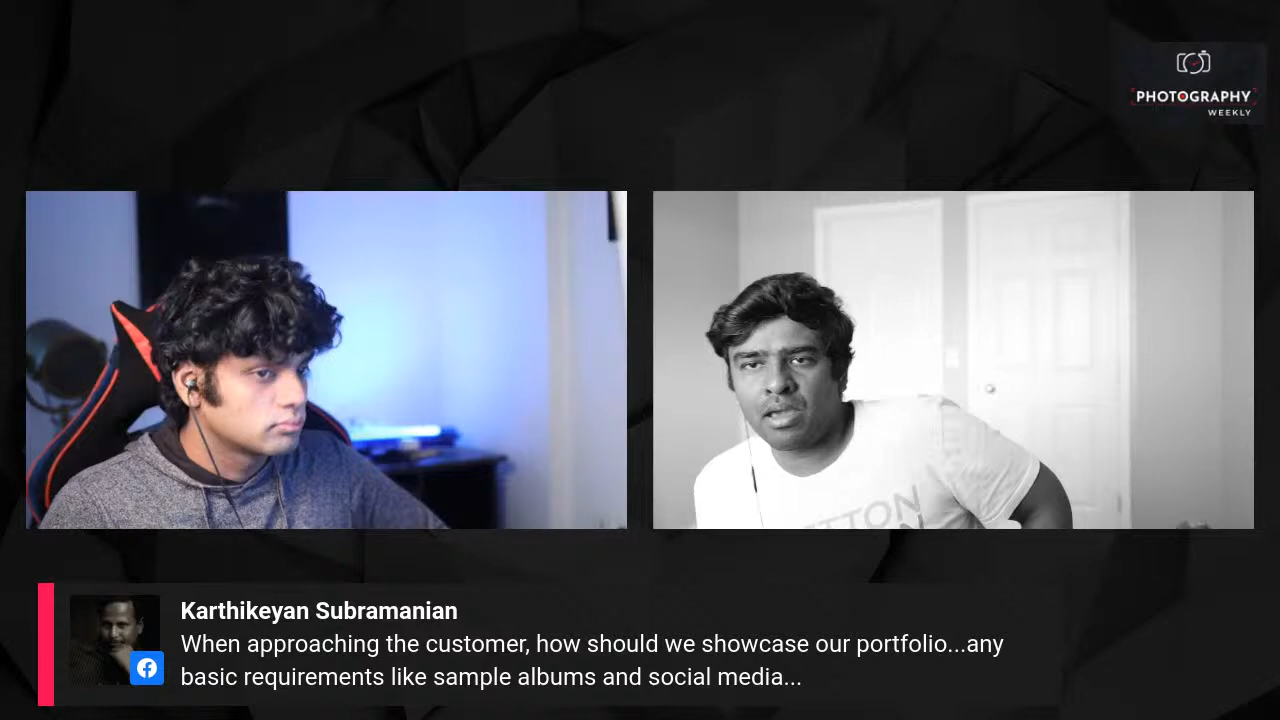 PHOTOGRAPHY
WEEKLY
TTON
Karthikeyan Subramanian
When approaching the customer, how should we showcase our portfolio...any
basic requirements like sample albums and social media...